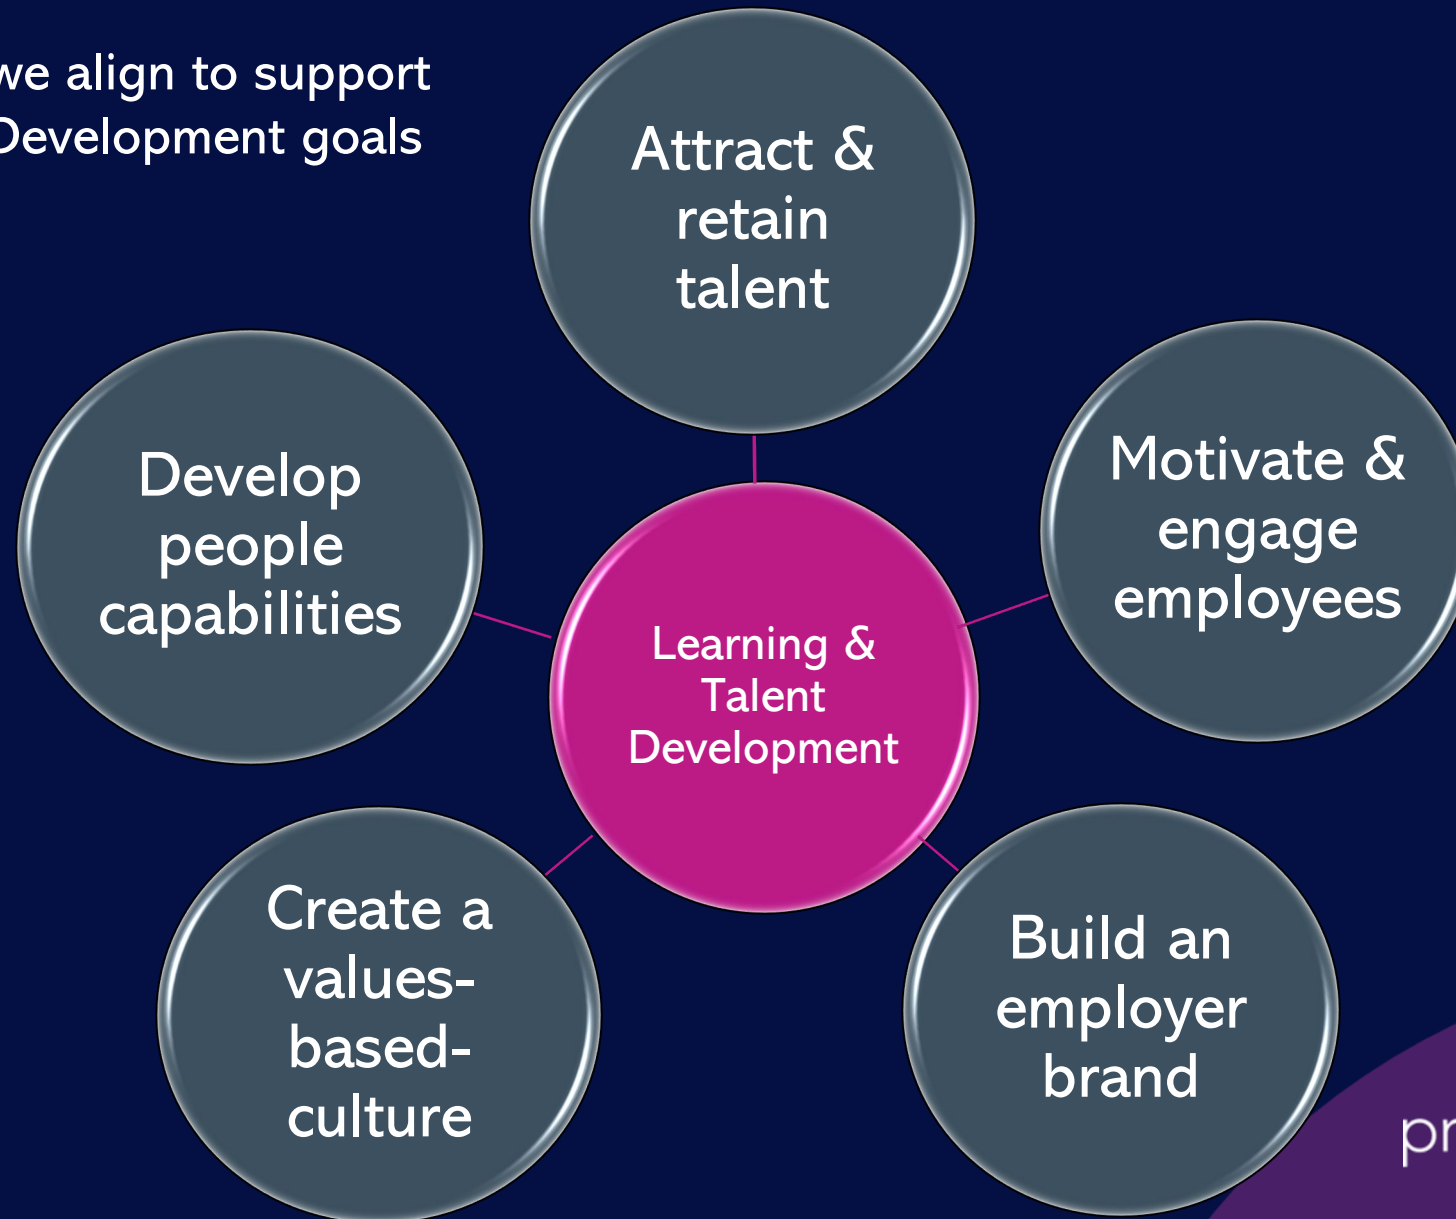 we align to support
Development goals
Attract &
retain
talent
Motivate &
engage
employees
Develop
people
capabilities
Learning &
Talent
Development
Create a
values-
based-
culture
Build an
employer
brand